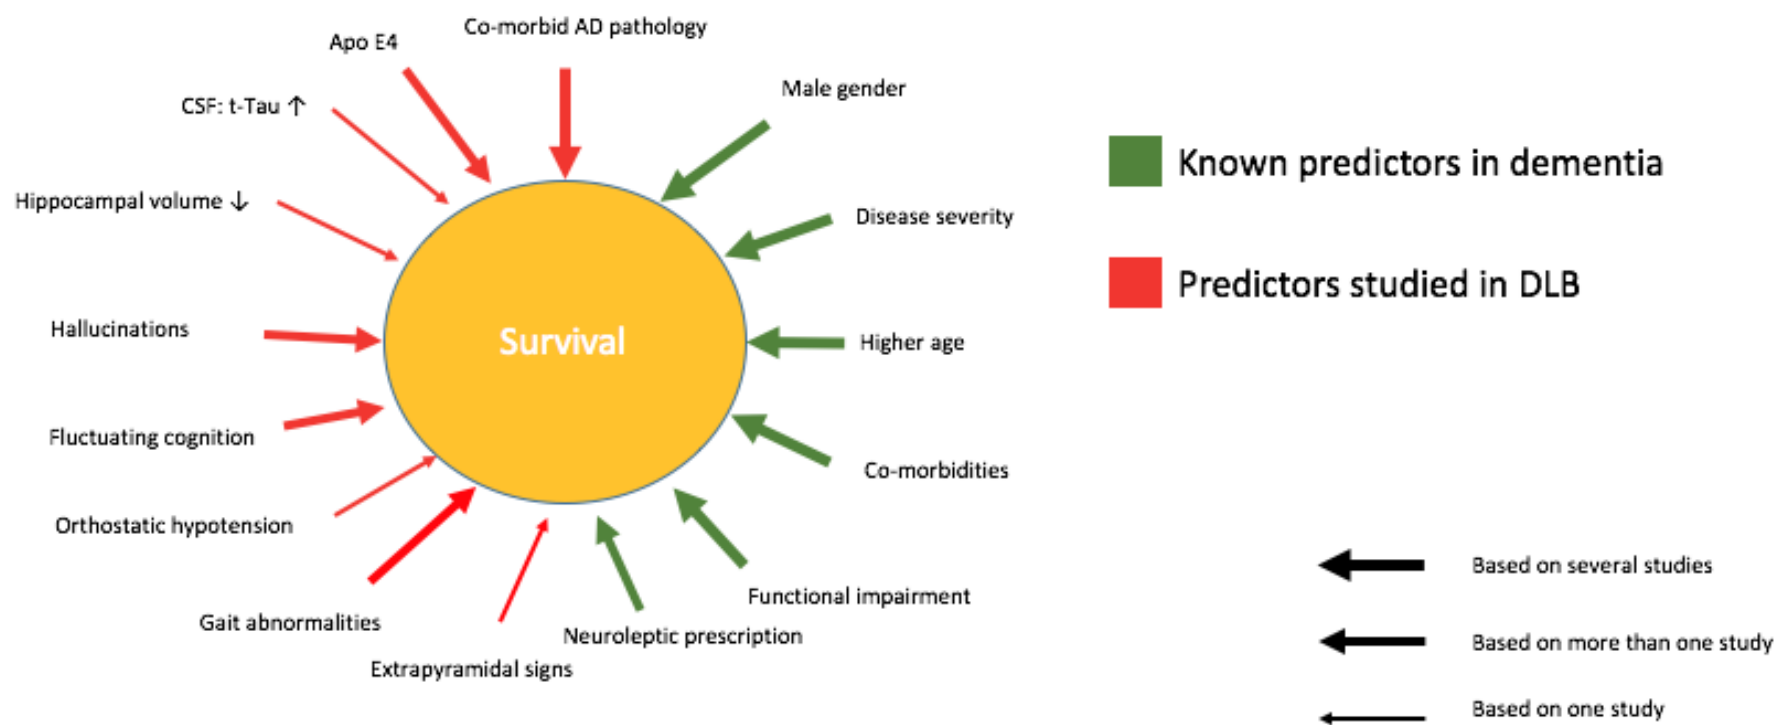 Co-morbid AD pathology
Apo E4
Male gender
CSF: t-Tau ↑
Known predictors in dementia
Hippocampal volume ↓
Disease severity
Predictors studied in DLB
Hallucinations
Survival
Higher age
Fluctuating cognition
Co-morbidities
Orthostatic hypotension
Based on several studies
Functional impairment
Gait abnormalities
Neuroleptic prescription
Based on more than one study
Extrapyramidal signs
Based on one study